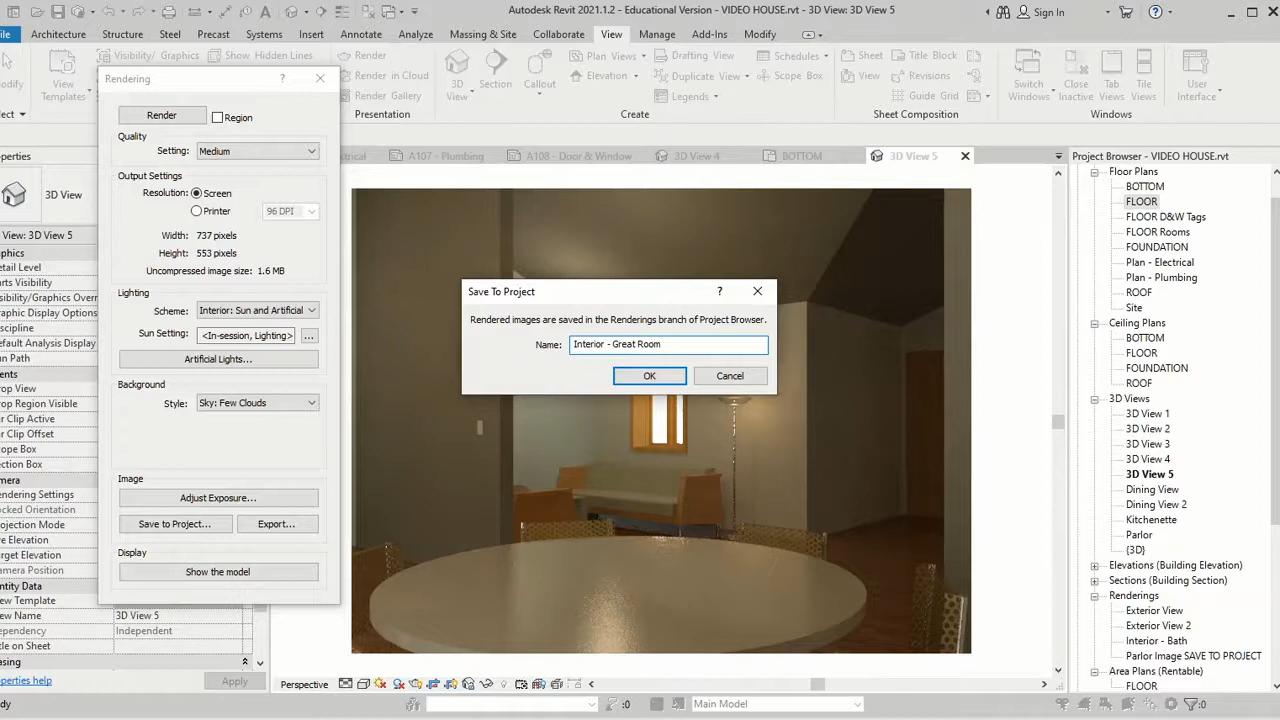 Autodesk Revit 2021.1.2 - Educational Version - VIDEO HOUSE.rvt - 3D View: 3D View 5
Sign In
File Architecture Structure Steel Precast Systems Insert Annotate Analyze Massing & Site Collaborate View Manage Add-Ins Modify
Visibility/ Graphics
Show Hidden Lines
View
Templates
Render
Render in Cloud
Render Gallery
Presentation
3D
View
Section
Callout
Plan Views
Elevation
Drafting View
Duplicate View
Legends
Schedules
Scope Box
Create
Sheet
View
Title Block
Revisions
Guide Grid
Sheet Composition
Switch
Windows
Close
Inactive
Tab
Views
Tile
Views
User
Interface
Windows
A107 - Plumbing
A108 - Door & Window
3D View 4
BOTTOM
3D View 5
Rendering
Render
Region
Quality
Setting: Medium
Output Settings
Resolution: Screen
Printer 96 DPI
Width: 737 pixels
Height: 553 pixels
Uncompressed image size: 1.6 MB
Lighting
Scheme: Interior: Sun and Artificial
Sun Setting: <In-session, Lighting> ...
Artificial Lights...
Background
Style: Sky: Few Clouds
Image
Adjust Exposure...
Save to Project... Export...
Display
Show the model
Save To Project
Rendered images are saved in the Renderings branch of Project Browser.
Name: Interior - Great Room
OK Cancel
3D View
View: 3D View 5
View Name 3D View 5
Independent
Apply
Perspective
:0
Main Model
:0
Project Browser - VIDEO HOUSE.rvt
Floor Plans
BOTTOM
FLOOR
FLOOR D&W Tags
FLOOR Rooms
FOUNDATION
Plan - Electrical
Plan - Plumbing
ROOF
Site
Ceiling Plans
BOTTOM
FLOOR
FOUNDATION
ROOF
3D Views
3D View 1
3D View 2
3D View 3
3D View 4
3D View 5
Dining View
Dining View 2
Kitchenette
Parlor
{3D}
Elevations (Building Elevation)
Sections (Building Section)
Renderings
Exterior View
Exterior View 2
Interior - Bath
Parlor Image SAVE TO PROJECT
Area Plans (Rentable)
FLOOR